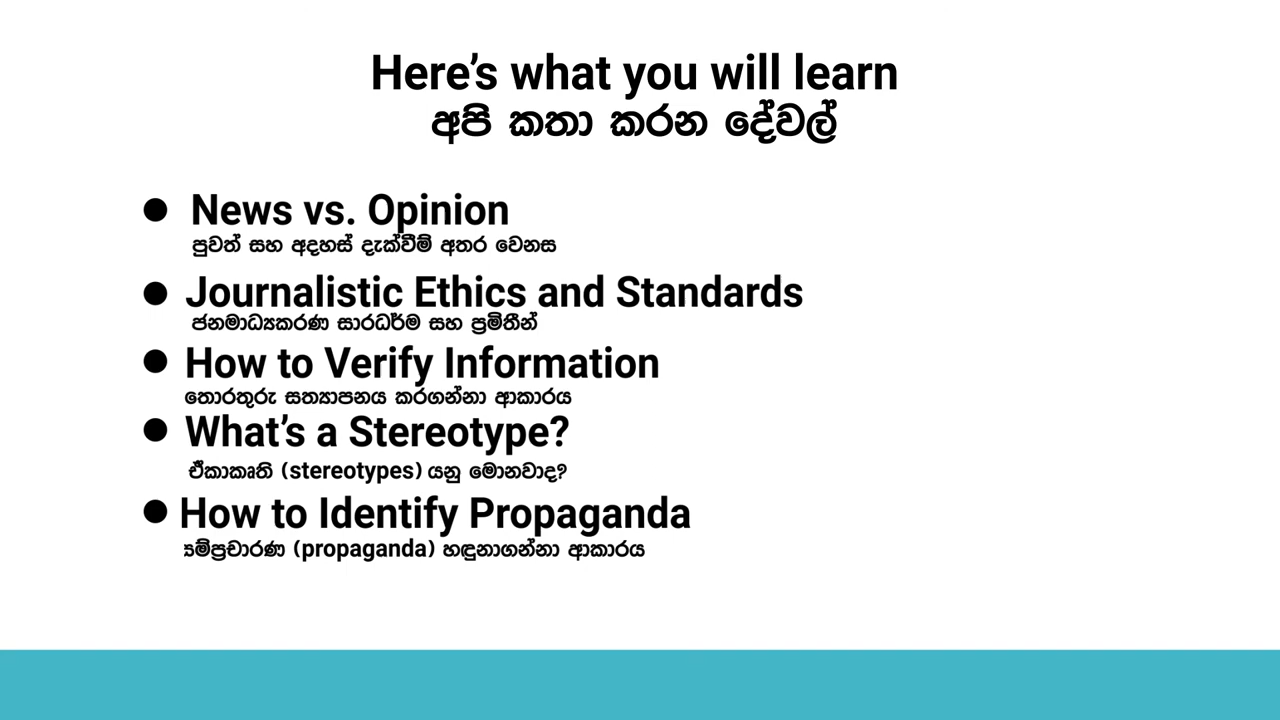 Here’s what you will learn
අපි කතා කරන දේවල්
● News vs. Opinion
පුවත් සහ අදහස් දැක්වීම් අතර වෙනස
● Journalistic Ethics and Standards
ජනමාධ්‍යකරණ සාරධර්ම සහ ප්‍රමිතීන්
● How to Verify Information
තොරතුරු සත්‍යාපනය කරගන්නා ආකාරය
● What’s a Stereotype?
ඒකාකෘති (stereotypes) යනු මොනවාද?
● How to Identify Propaganda
සම්ප්‍රචාරණ (propaganda) හඳුනාගන්නා ආකාරය